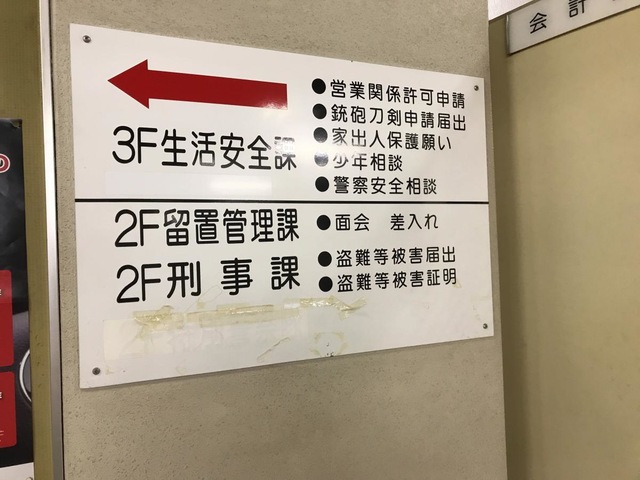 会計
3F生活安全課
●営業関係許可申請
●銃砲刀剣申請届出
●家出人保護願い
●少年相談
●警察安全相談
2F留置管理課
●面会 差入れ
2F刑事課
●盗難等被害届出
●盗難等被害証明